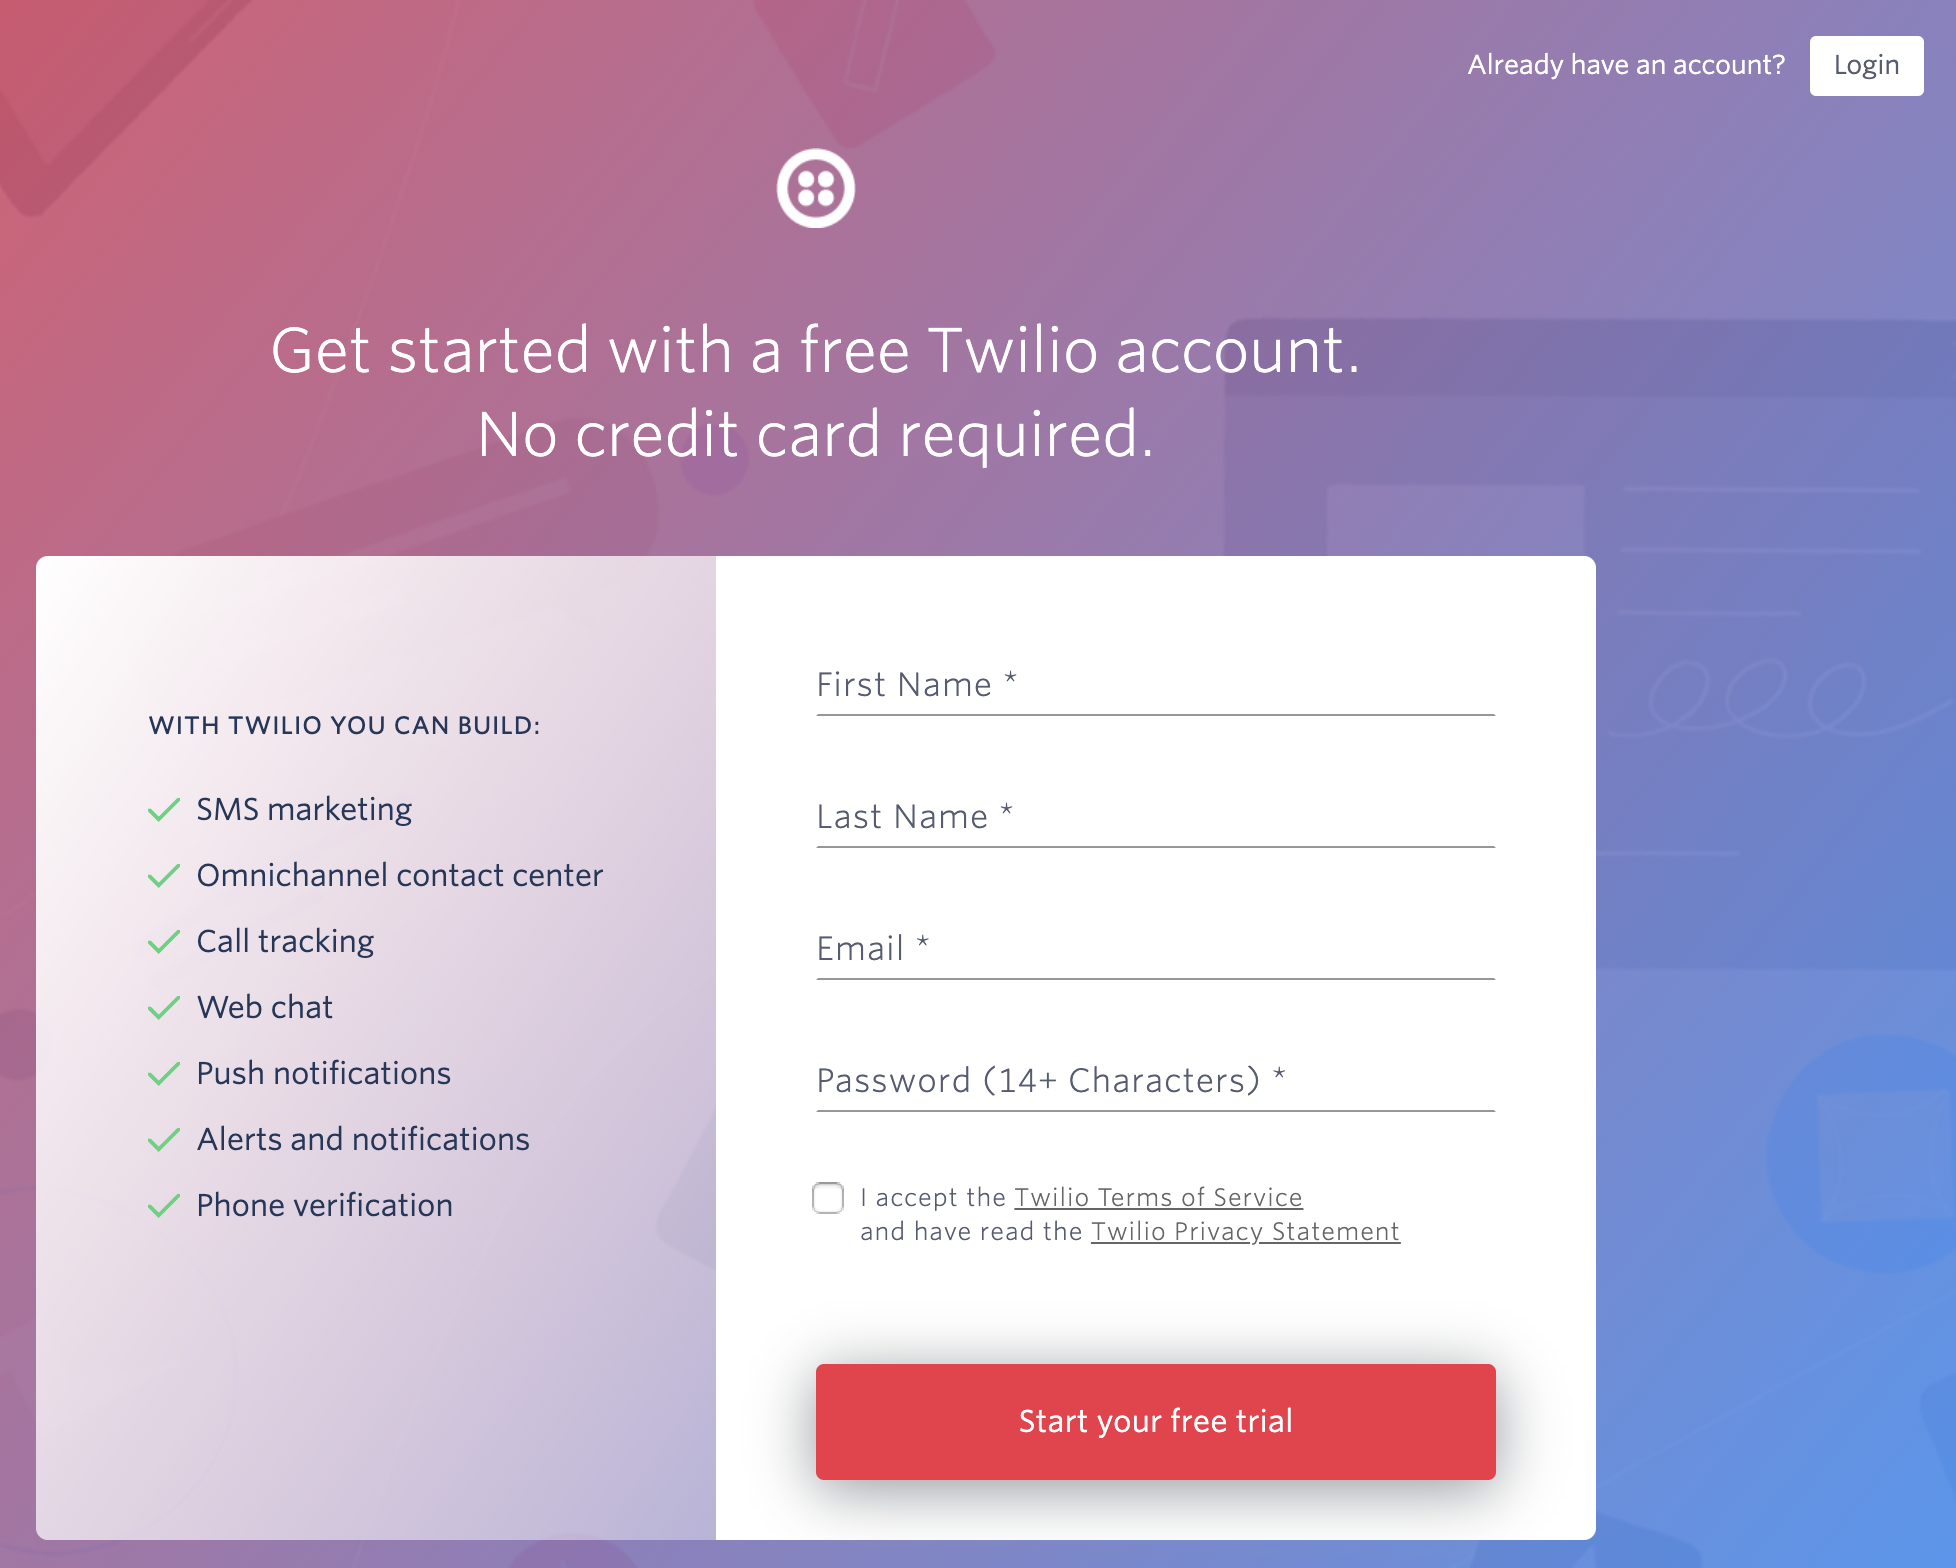 Already have an account?
Login
Get started with a free Twilio account.
No credit card required.
WITH TWILIO YOU CAN BUILD:
SMS marketing
Omnichannel contact center
Call tracking
Web chat
Push notifications
Alerts and notifications
Phone verification
First Name *
Last Name *
Email *
Password (14+ Characters) *
I accept the Twilio Terms of Service
and have read the Twilio Privacy Statement
Start your free trial